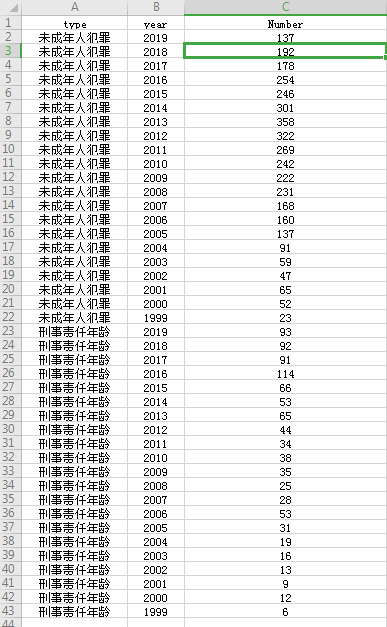 A B C
1 type year Number
2 未成年人犯罪 2019 137
3 未成年人犯罪 2018 192
4 未成年人犯罪 2017 178
5 未成年人犯罪 2016 254
6 未成年人犯罪 2015 246
7 未成年人犯罪 2014 301
8 未成年人犯罪 2013 358
9 未成年人犯罪 2012 322
10 未成年人犯罪 2011 269
11 未成年人犯罪 2010 242
12 未成年人犯罪 2009 222
13 未成年人犯罪 2008 231
14 未成年人犯罪 2007 168
15 未成年人犯罪 2006 160
16 未成年人犯罪 2005 137
17 未成年人犯罪 2004 91
18 未成年人犯罪 2003 59
19 未成年人犯罪 2002 47
20 未成年人犯罪 2001 65
21 未成年人犯罪 2000 52
22 未成年人犯罪 1999 23
23 刑事责任年龄 2019 93
24 刑事责任年龄 2018 92
25 刑事责任年龄 2017 91
26 刑事责任年龄 2016 114
27 刑事责任年龄 2015 66
28 刑事责任年龄 2014 53
29 刑事责任年龄 2013 65
30 刑事责任年龄 2012 44
31 刑事责任年龄 2011 34
32 刑事责任年龄 2010 38
33 刑事责任年龄 2009 35
34 刑事责任年龄 2008 25
35 刑事责任年龄 2007 28
36 刑事责任年龄 2006 53
37 刑事责任年龄 2005 31
38 刑事责任年龄 2004 19
39 刑事责任年龄 2003 16
40 刑事责任年龄 2002 13
41 刑事责任年龄 2001 9
42 刑事责任年龄 2000 12
43 刑事责任年龄 1999 6
44